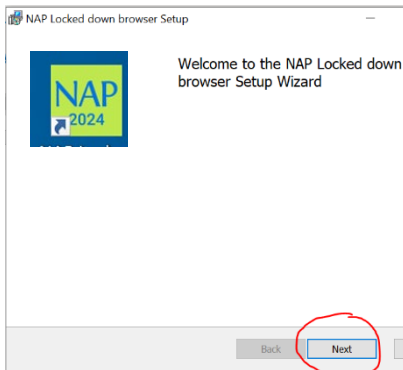 NAP Locked down browser Setup
Welcome to the NAP Locked down
browser Setup Wizard
NAP
2024
Back
Next